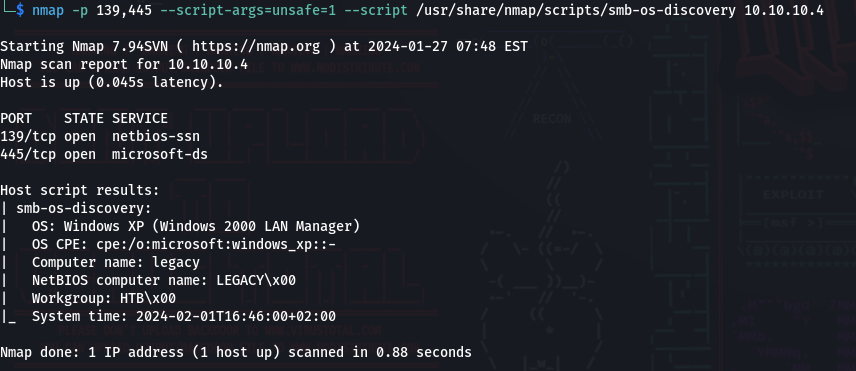 └─$ nmap -p 139,445 --script-args=unsafe=1 --script /usr/share/nmap/scripts/smb-os-discovery 10.10.10.4
Starting Nmap 7.94SVN ( https://nmap.org ) at 2024-01-27 07:48 EST
Nmap scan report for 10.10.10.4
Host is up (0.045s latency).
PORT    STATE SERVICE
139/tcp open  netbios-ssn
445/tcp open  microsoft-ds
Host script results:
| smb-os-discovery:
|   OS: Windows XP (Windows 2000 LAN Manager)
|   OS CPE: cpe:/o:microsoft:windows_xp::-
|   Computer name: legacy
|   NetBIOS computer name: LEGACY\x00
|   Workgroup: HTB\x00
|_  System time: 2024-02-01T16:46:00+02:00
Nmap done: 1 IP address (1 host up) scanned in 0.88 seconds
RECON
EXPLOIT